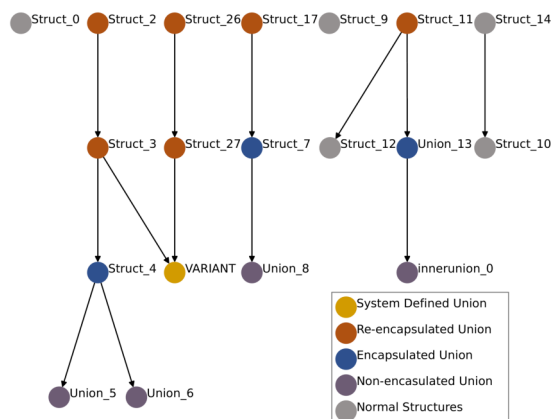 Struct_0 Struct_2 Struct_26 Struct_17 Struct_9 Struct_11 Struct_14
Struct_3 Struct_27 Struct_7 Struct_12 Union_13 Struct_10
Struct_4 VARIANT Union_8 innerunion_0
System Defined Union
Re-encapsulated Union
Encapsulated Union
Non-encasulated Union
Normal Structures
Union_5 Union_6